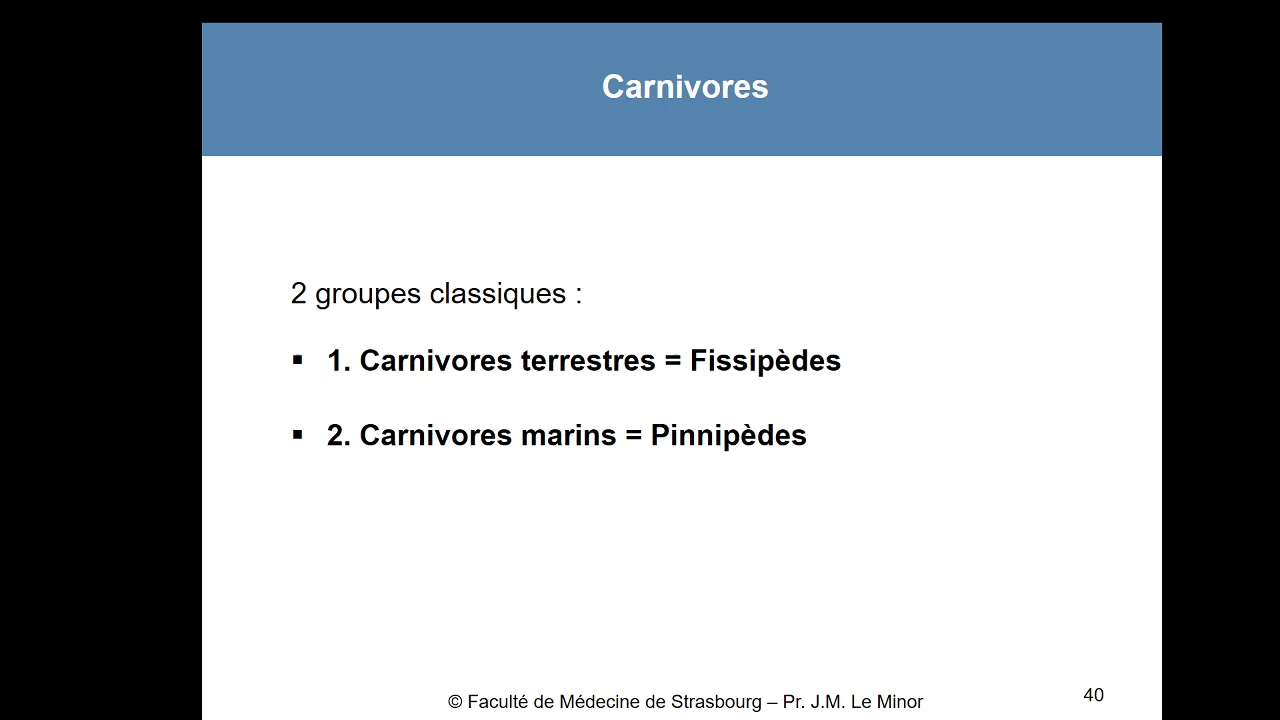 Carnivores
2 groupes classiques :
▪ 1. Carnivores terrestres = Fissipèdes
▪ 2. Carnivores marins = Pinnipèdes
© Faculté de Médecine de Strasbourg – Pr. J.M. Le Minor
40